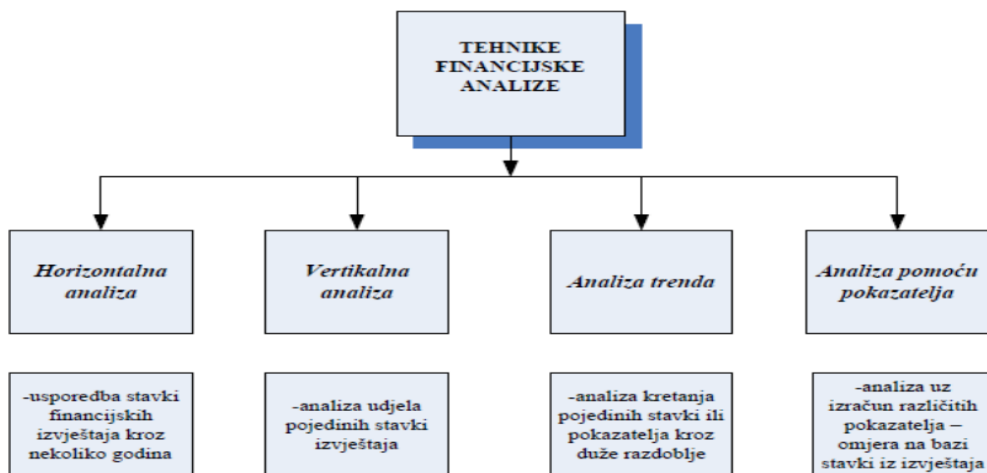 TEHNIKE
FINANCIJSKE
ANALIZE
Horizontalna
analiza
Vertikalna
analiza
Analiza trenda
Analiza pomoću
pokazatelja
-usporedba stavki
financijskih
izvještaja kroz
nekoliko godina
-analiza udjela
pojedinih stavki
izvještaja
-analiza kretanja
pojedinih stavki ili
pokazatelja kroz
duže razdoblje
-analiza uz
izračun različitih
pokazatelja –
omjera na bazi
stavki iz izvještaja